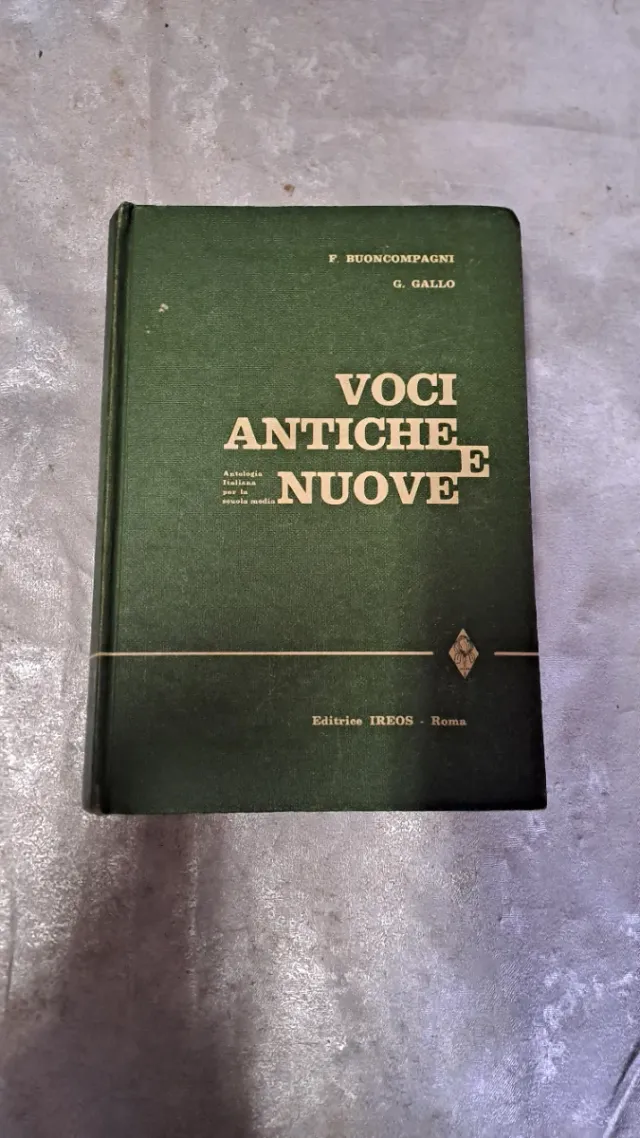 F. BUONCOMPAGNI
G. GALLO
VOCI
ANTICHE
E
NUOVE
Antologia
Italiana
per la
scuola media
Editrice IREOS - Roma